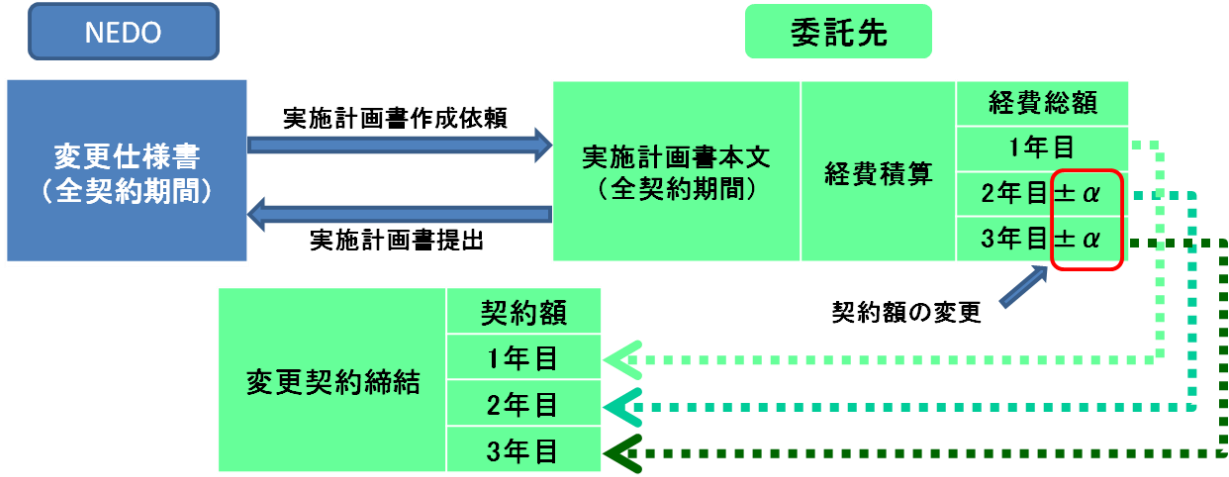 NEDO
委託先
変更仕様書
（全契約期間）
実施計画書作成依頼
実施計画書提出
実施計画書本文
（全契約期間）
経費積算
経費総額
1年目
2年目±α
3年目±α
契約額の変更
変更契約締結
契約額
1年目
2年目
3年目